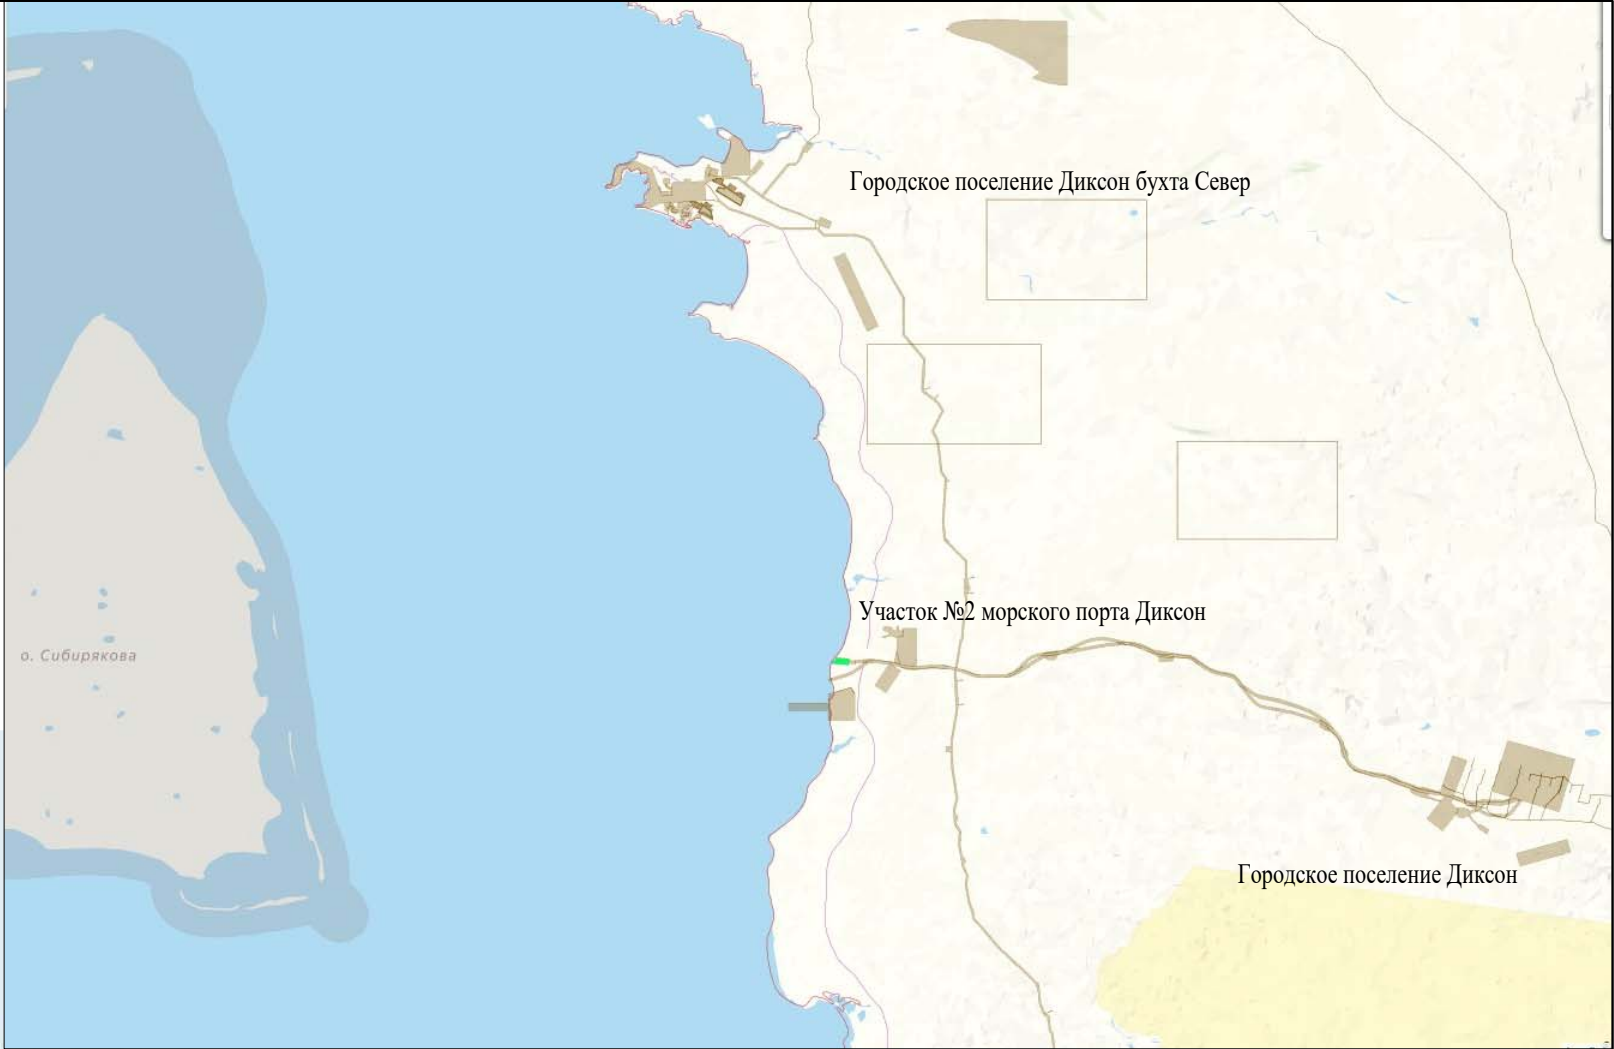 Городское поселение Диксон бухта Север
Участок №2 морского порта Диксон
о. Сибирякова
Городское поселение Диксон